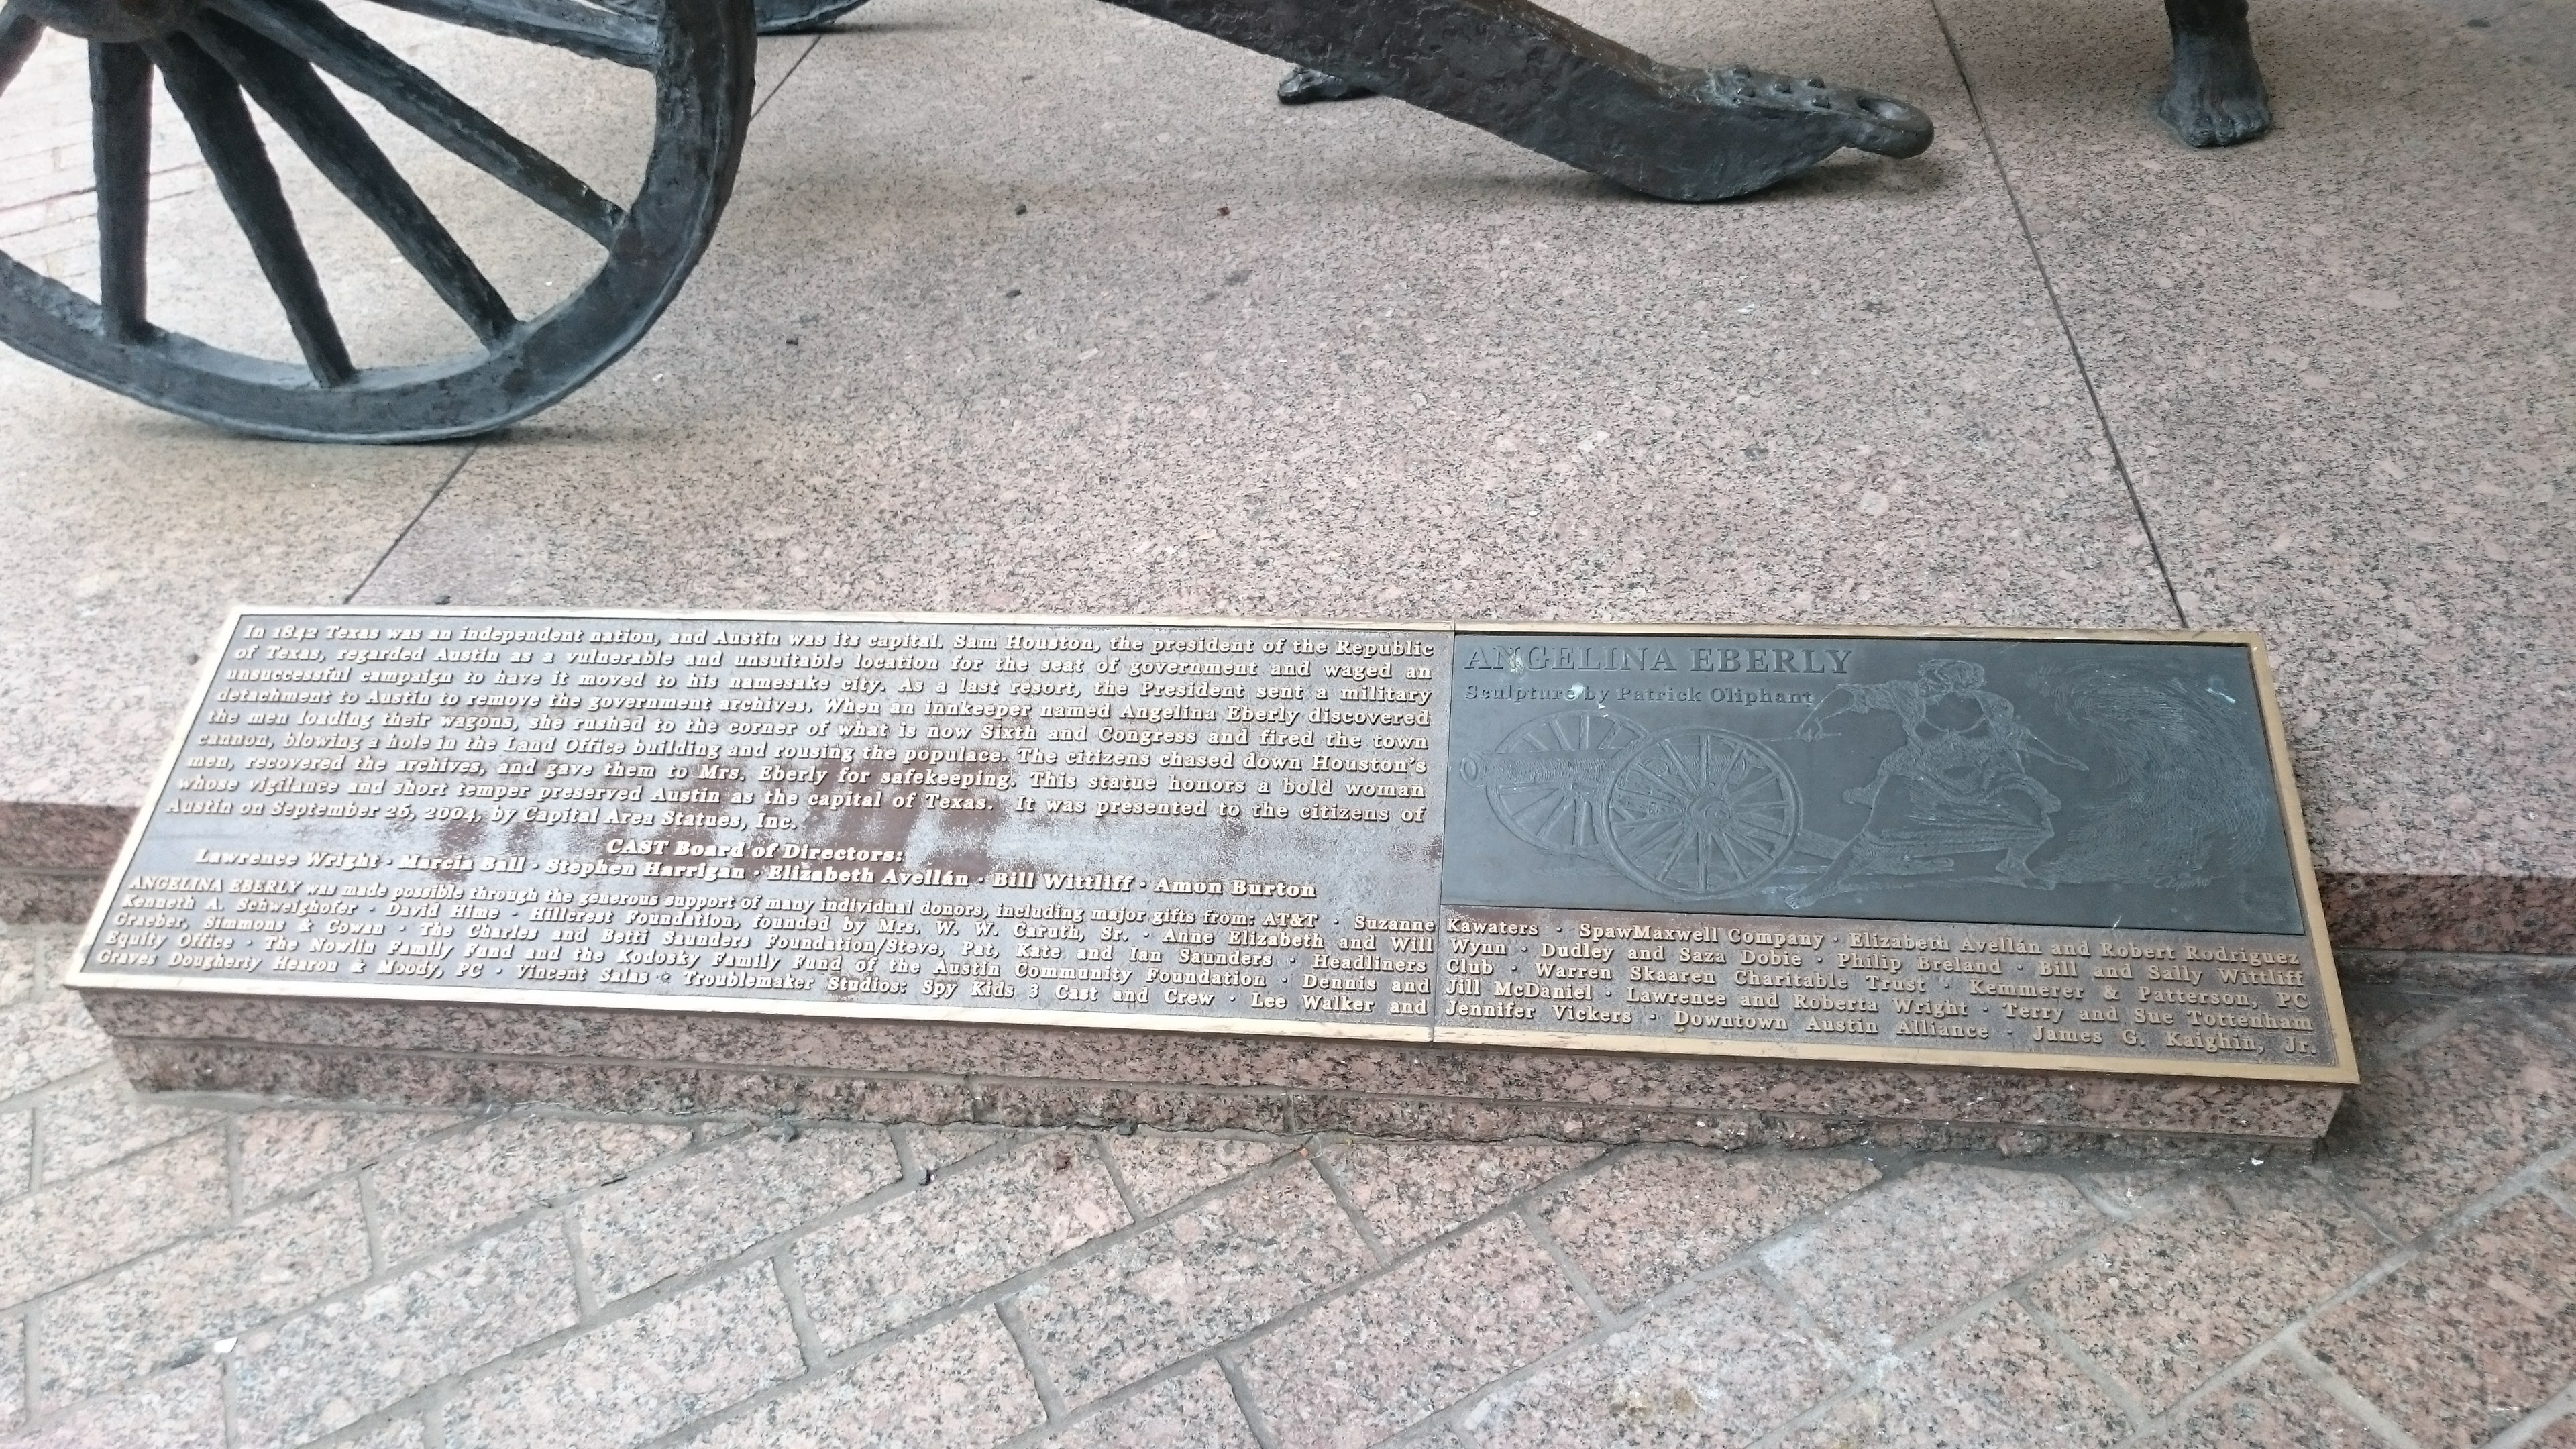 In 1842 Texas was an independent nation, and Austin was its capital. Sam Houston, the president of the Republic
of Texas, regarded Austin as a vulnerable and unsuitable location for the seat of government and waged an
unsuccessful campaign to have it moved to his namesake city. As a last resort, the President sent a military
detachment to Austin to remove the government archives. When an innkeeper named Angelina Eberly discovered
the men loading their wagons, she rushed to the corner of what is now Sixth and Congress and fired the town
cannon, blowing a hole in the Land Office building and rousing the populace. The citizens chased down Houston's
men, recovered the archives, and gave them to Mrs. Eberly for safekeeping. This statue honors a bold woman
whose vigilance and short temper preserved Austin as the capital of Texas. It was presented to the citizens of
Austin on September 26, 2004, by Capital Area Statues, Inc.
CAST Board of Directors:
Lawrence Wright · Marcia Ball · Stephen Harrigan · Elizabeth Avellán · Bill Wittliff · Amon Burton
ANGELINA EBERLY
Sculpture by Patrick Oliphant
ANGELINA EBERLY was made possible through the generous support of many individual donors, including major gifts from: AT&T · Suzanne Kawaters · SpawMaxwell Company · Elizabeth Avellán and Robert Rodriguez
Kenneth A. Schweighofer · David Hime · Hillcrest Foundation, founded by Mrs. W. W. Caruth, Sr. · Anne Elizabeth and Will Wynn · Dudley and Saza Dobie · Philip Breland · Bill and Sally Wittliff
Graeber, Simmons & Cowan · The Charles and Betti Saunders Foundation/Steve, Pat, Kate and Ian Saunders · Headliners Club · Warren Skaaren Charitable Trust · Kemmerer & Patterson, PC
Equity Office · The Nowlin Family Fund and the Kodosky Family Fund of the Austin Community Foundation · Dennis and Jill McDaniel · Lawrence and Roberta Wright · Terry and Sue Tottenham
Graves Dougherty Hearon & Moody, PC · Vincent Salas · Troublemaker Studios: Spy Kids 3 Cast and Crew · Lee Walker and Jennifer Vickers · Downtown Austin Alliance · James G. Kaighin, Jr.